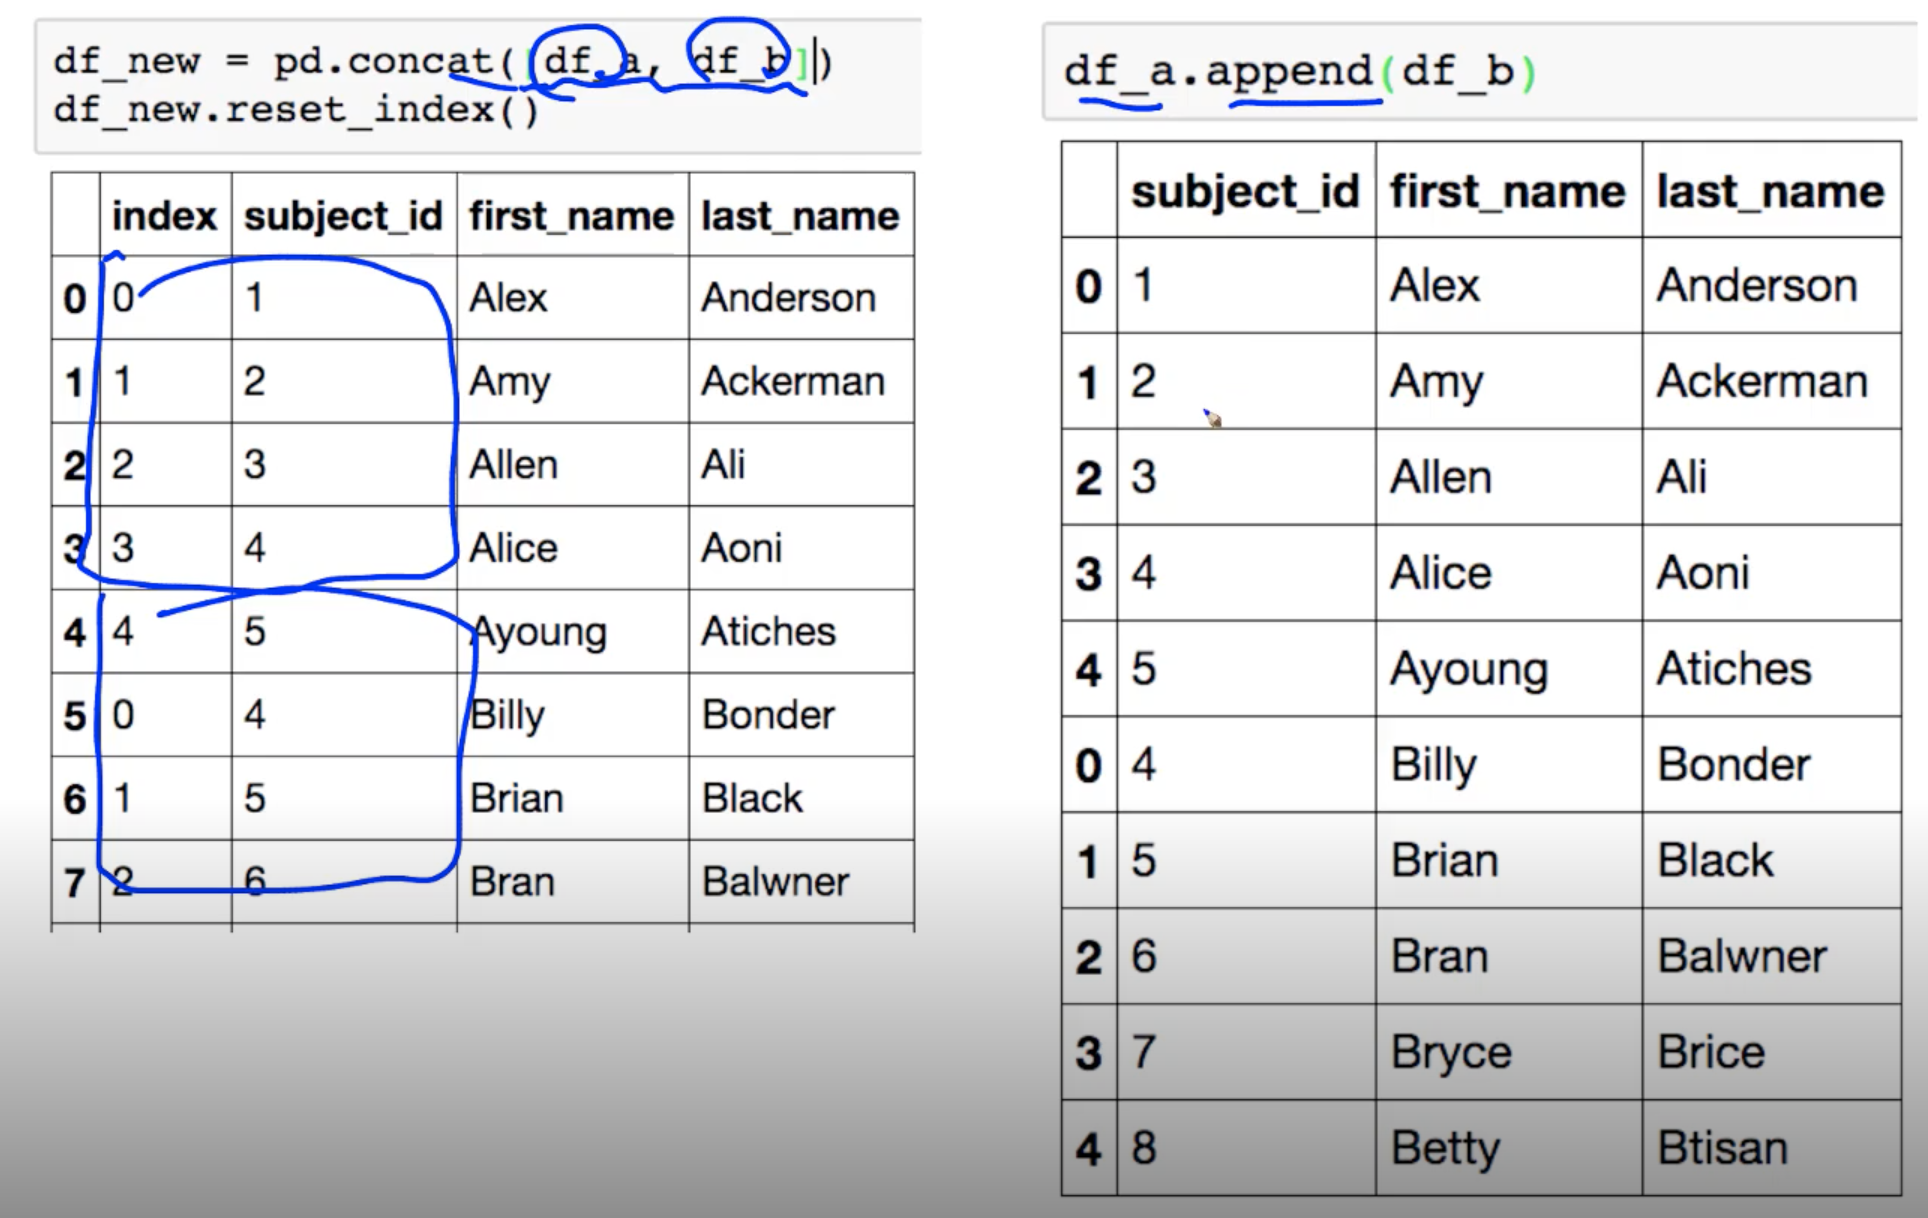 df_new = pd.concat([df_a, df_b])
df_new.reset_index()
index subject_id first_name last_name
0 0 1 Alex Anderson
1 1 2 Amy Ackerman
2 2 3 Allen Ali
3 3 4 Alice Aoni
4 4 5 Ayoung Atiches
5 0 4 Billy Bonder
6 1 5 Brian Black
7 2 6 Bran Balwner
df_a.append(df_b)
subject_id first_name last_name
0 1 Alex Anderson
1 2 Amy Ackerman
2 3 Allen Ali
3 4 Alice Aoni
4 5 Ayoung Atiches
0 4 Billy Bonder
1 5 Brian Black
2 6 Bran Balwner
3 7 Bryce Brice
4 8 Betty Btisan